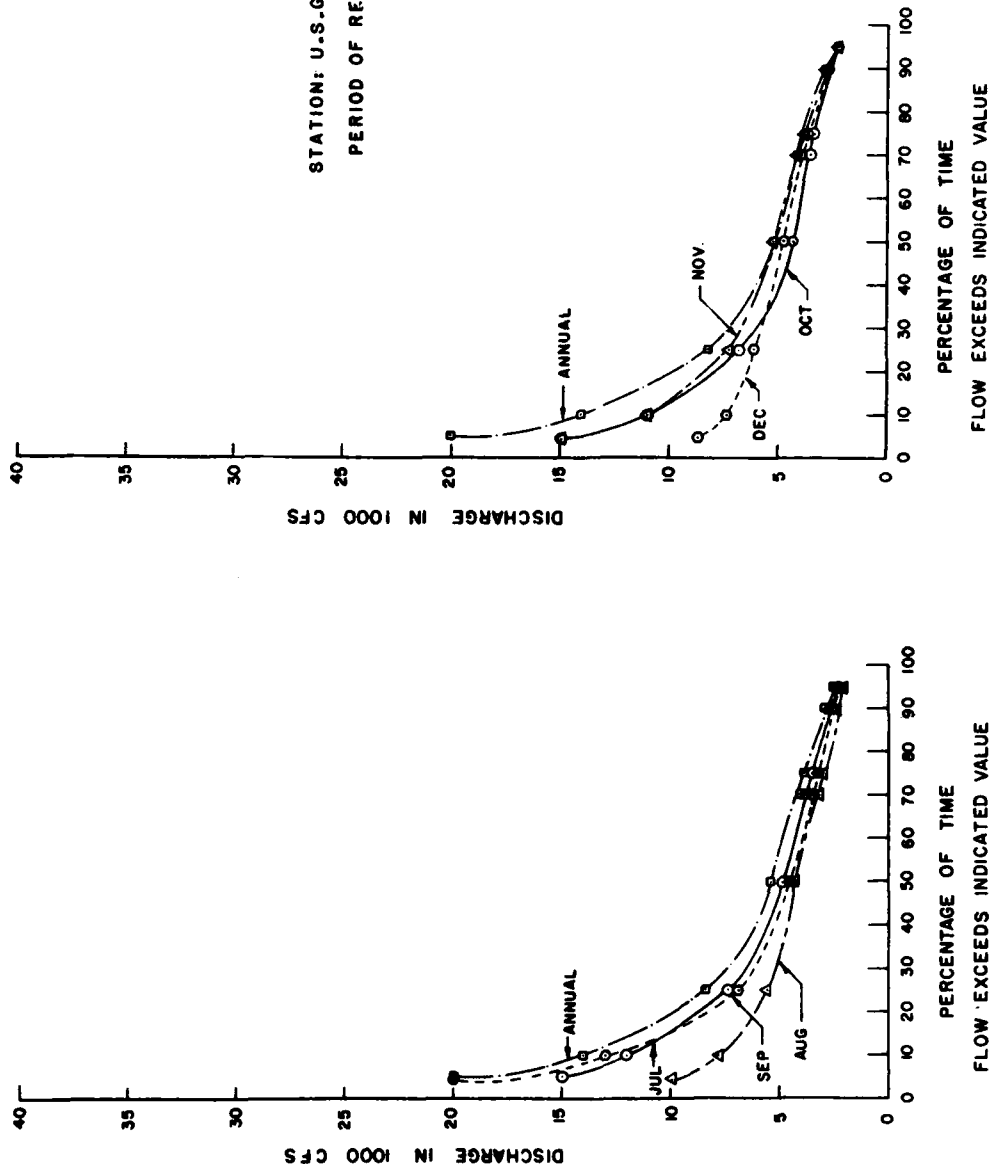 STATION: U.S.G
PERIOD OF RE
DISCHARGE IN 1000 CFS
40
35
30
25
20
15
10
5
0
ANNUAL
JUL
SEP
AUG
0 10 20 30 40 50 60 70 80 90 100
PERCENTAGE OF TIME
FLOW EXCEEDS INDICATED VALUE
DISCHARGE IN 1000 CFS
40
35
30
25
20
15
10
5
0
ANNUAL
NOV.
DEC
OCT
0 10 20 30 40 50 60 70 80 90 100
PERCENTAGE OF TIME
FLOW EXCEEDS INDICATED VALUE